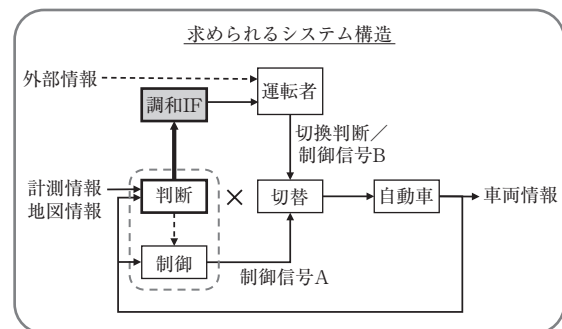 求められるシステム構造
外部情報
運転者
調和IF
切換判断／
制御信号B
計測情報
地図情報
判断
×
切替
自動車
車両情報
制御
制御信号A